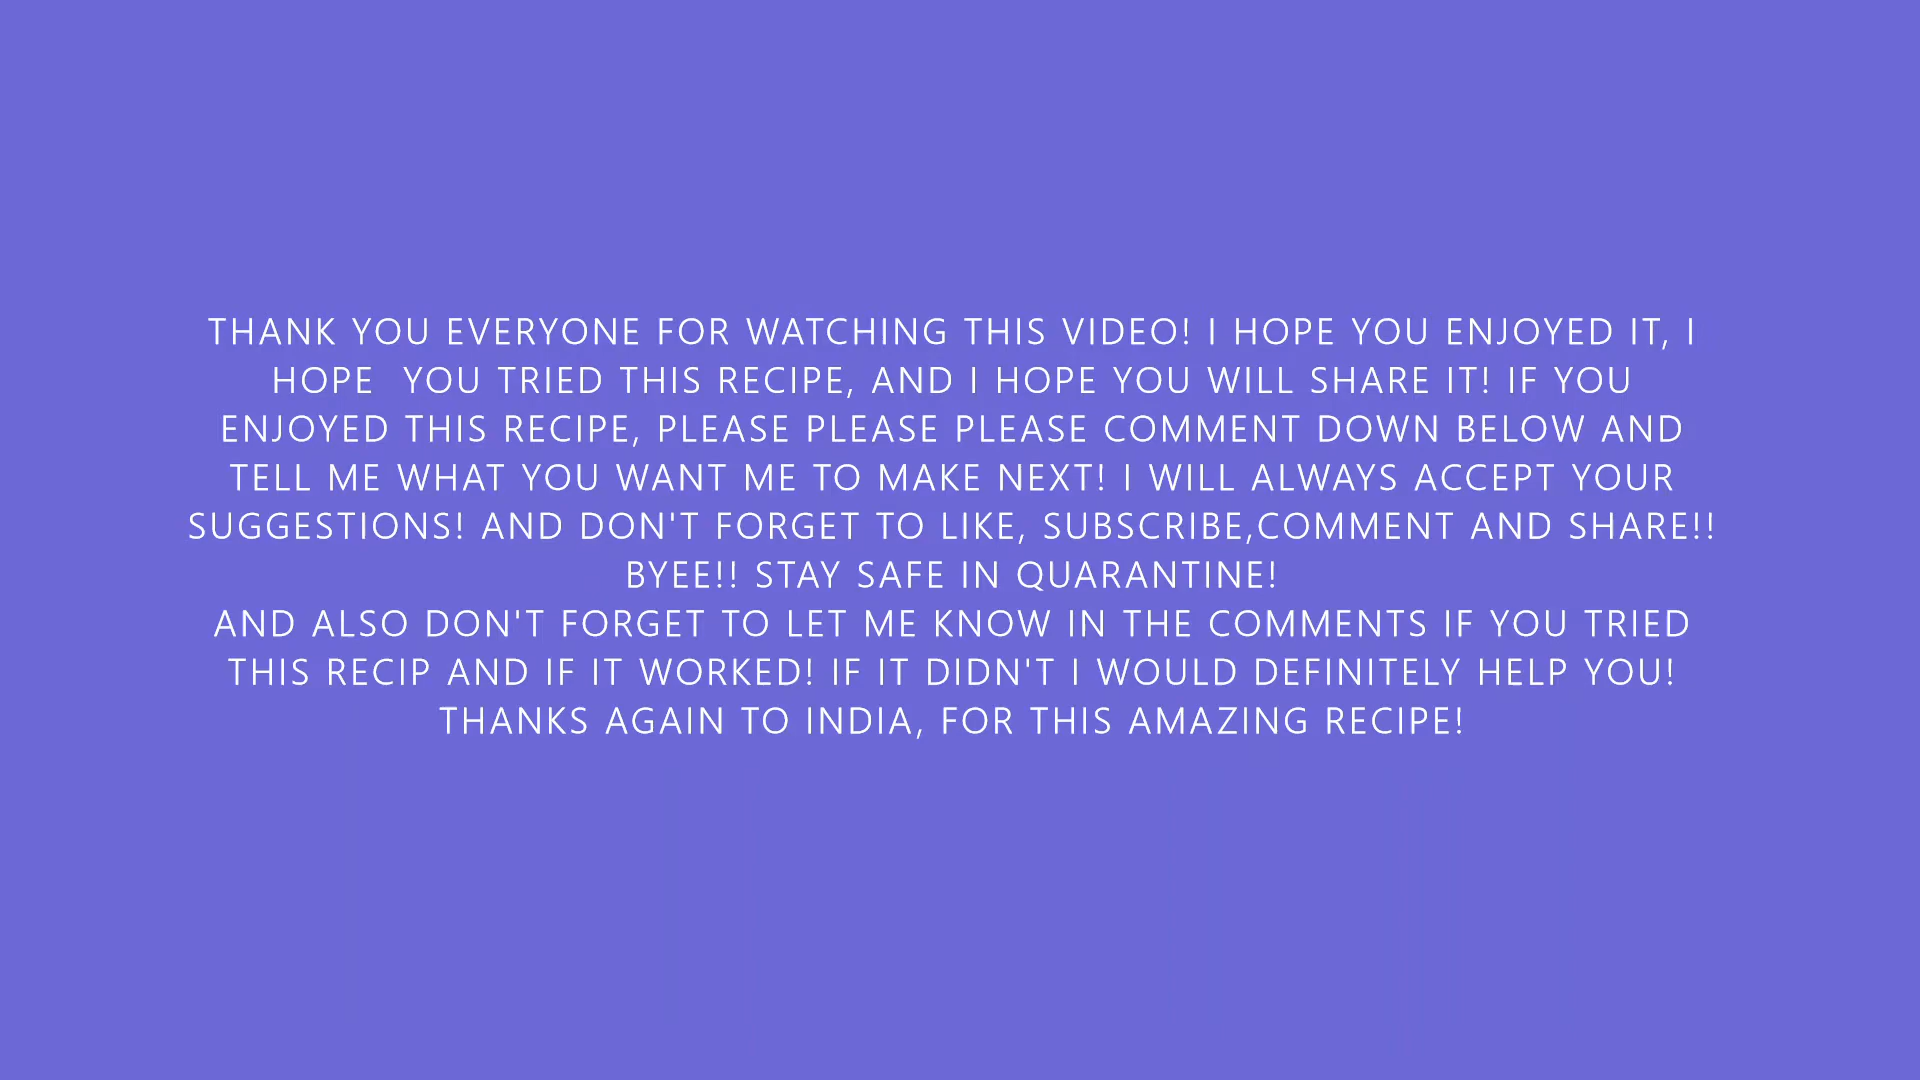 THANK YOU EVERYONE FOR WATCHING THIS VIDEO! I HOPE YOU ENJOYED IT, I
HOPE  YOU TRIED THIS RECIPE, AND I HOPE YOU WILL SHARE IT! IF YOU
ENJOYED THIS RECIPE, PLEASE PLEASE PLEASE COMMENT DOWN BELOW AND
TELL ME WHAT YOU WANT ME TO MAKE NEXT! I WILL ALWAYS ACCEPT YOUR
SUGGESTIONS! AND DON'T FORGET TO LIKE, SUBSCRIBE,COMMENT AND SHARE!!
BYEE!! STAY SAFE IN QUARANTINE!
AND ALSO DON'T FORGET TO LET ME KNOW IN THE COMMENTS IF YOU TRIED
THIS RECIP AND IF IT WORKED! IF IT DIDN'T I WOULD DEFINITELY HELP YOU!
THANKS AGAIN TO INDIA, FOR THIS AMAZING RECIPE!